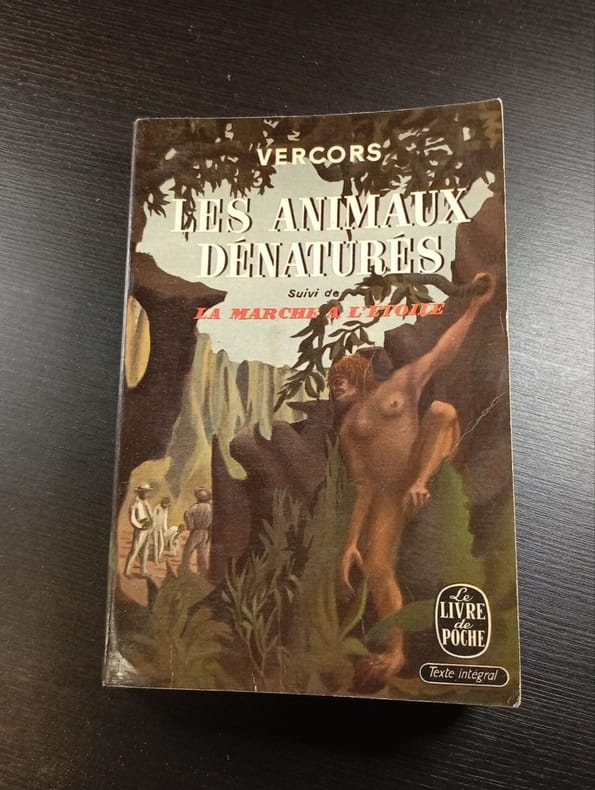 VERCORS
LES ANIMAUX
DÉNATURÉS
Suivi de
LA MARCHE A L'ÉTOILE
Le
LIVRE
de
POCHE
Texte intégral